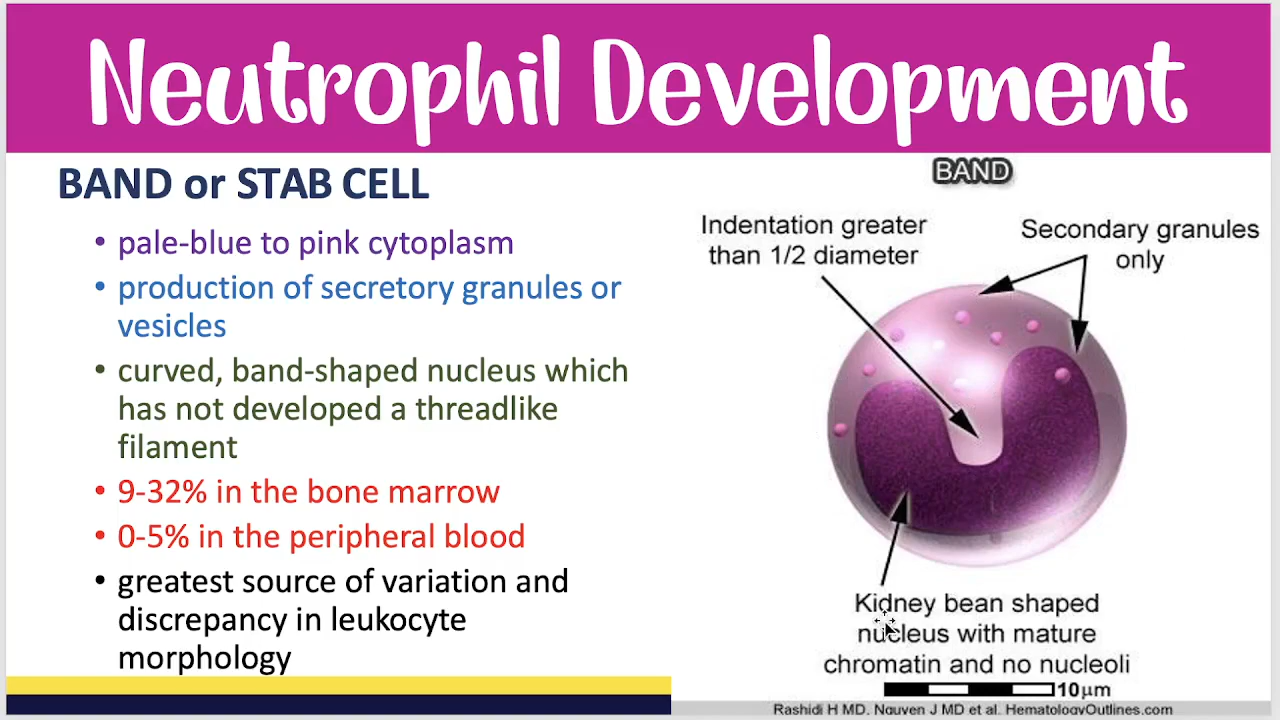 Neutrophil Development
BAND or STAB CELL
• pale-blue to pink cytoplasm
• production of secretory granules or
vesicles
• curved, band-shaped nucleus which
has not developed a threadlike
filament
• 9-32% in the bone marrow
• 0-5% in the peripheral blood
• greatest source of variation and
discrepancy in leukocyte
morphology
BAND
Indentation greater
than 1/2 diameter
Secondary granules
only
Kidney bean shaped
nucleus with mature
chromatin and no nucleoli
10µm
Rashidi H MD, Nguyen J MD et al. HematologyOutlines.com